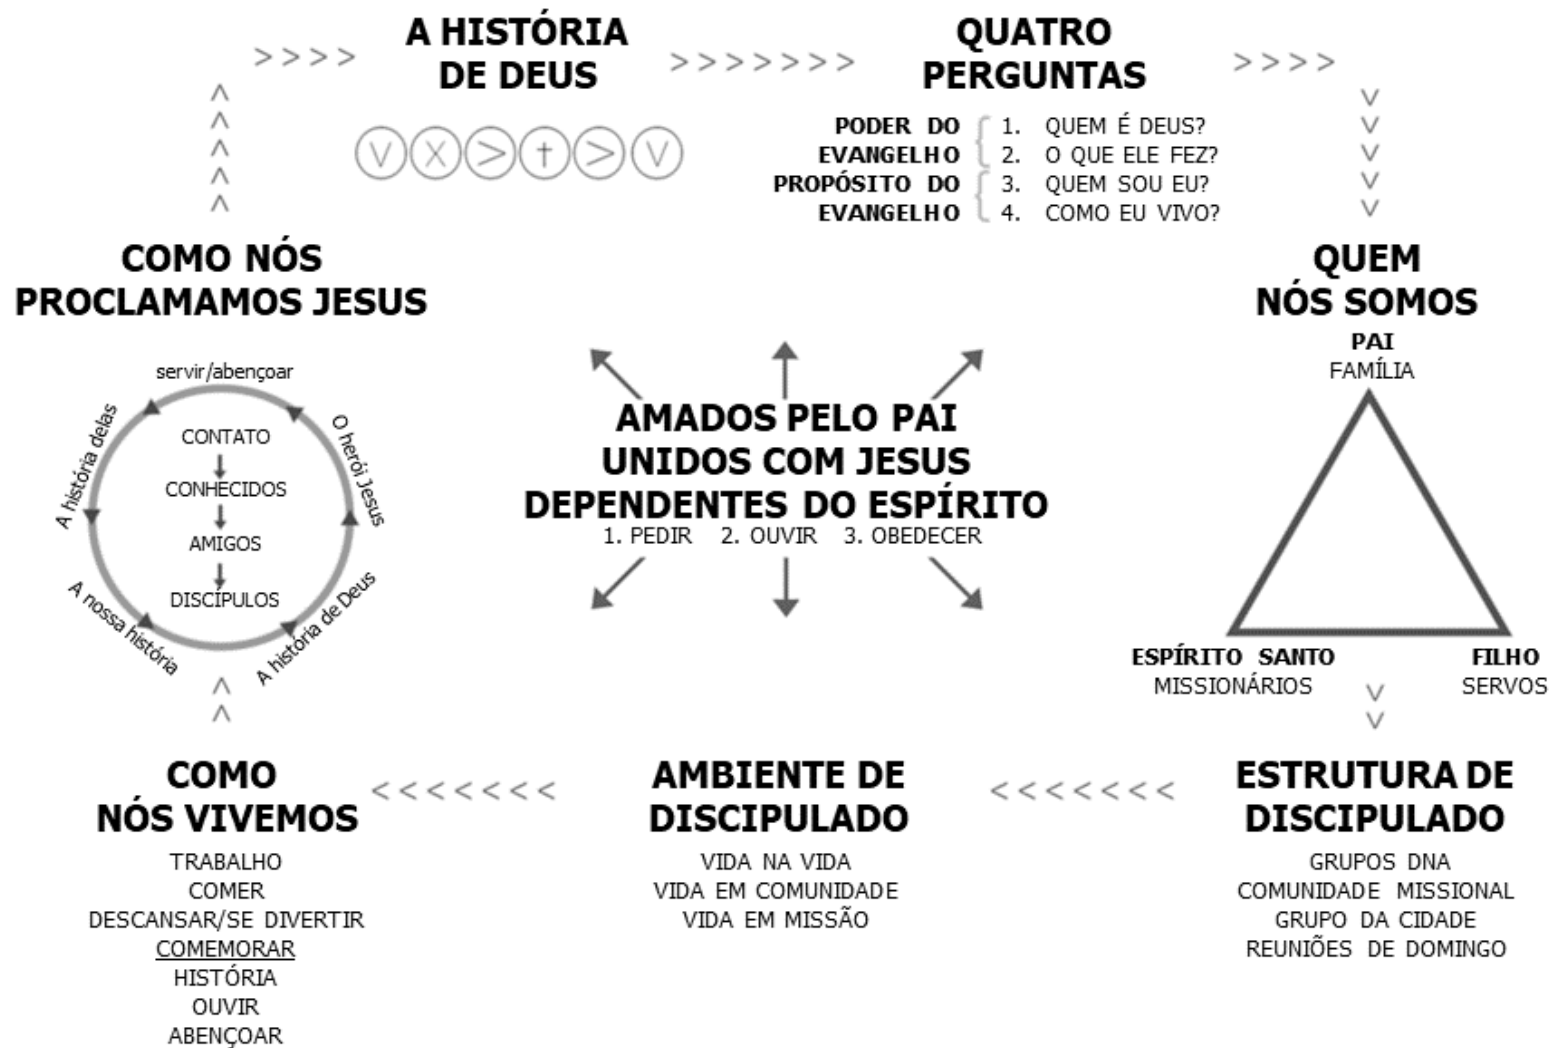 A HISTÓRIA
DE DEUS
QUATRO
PERGUNTAS
PODER DO
EVANGELHO
1. QUEM É DEUS?
2. O QUE ELE FEZ?
PROPÓSITO DO
EVANGELHO
3. QUEM SOU EU?
4. COMO EU VIVO?
QUEM
NÓS SOMOS
PAI
FAMÍLIA
ESPÍRITO SANTO
MISSIONÁRIOS
FILHO
SERVOS
ESTRUTURA DE
DISCIPULADO
GRUPOS DNA
COMUNIDADE MISSIONAL
GRUPO DA CIDADE
REUNIÕES DE DOMINGO
AMBIENTE DE
DISCIPULADO
VIDA NA VIDA
VIDA EM COMUNIDADE
VIDA EM MISSÃO
COMO
NÓS VIVEMOS
TRABALHO
COMER
DESCANSAR/SE DIVERTIR
COMEMORAR
HISTÓRIA
OUVIR
ABENÇOAR
COMO NÓS
PROCLAMAMOS JESUS
servir/abençoar
A história delas
A nossa história
A história de Deus
O herói Jesus
CONTATO
CONHECIDOS
AMIGOS
DISCÍPULOS
AMADOS PELO PAI
UNIDOS COM JESUS
DEPENDENTES DO ESPÍRITO
1. PEDIR 2. OUVIR 3. OBEDECER